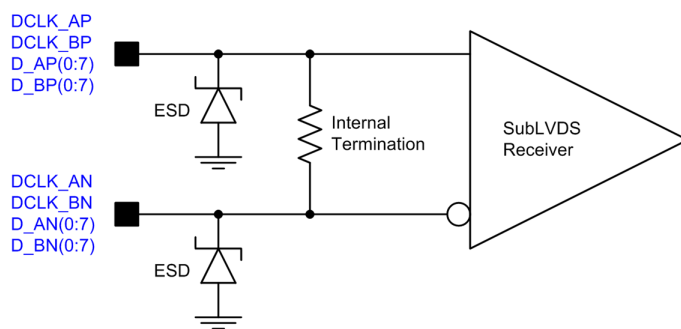 DCLK_AP
DCLK_BP
D_AP(0:7)
D_BP(0:7)
ESD
Internal
Termination
SubLVDS
Receiver
DCLK_AN
DCLK_BN
D_AN(0:7)
D_BN(0:7)
ESD